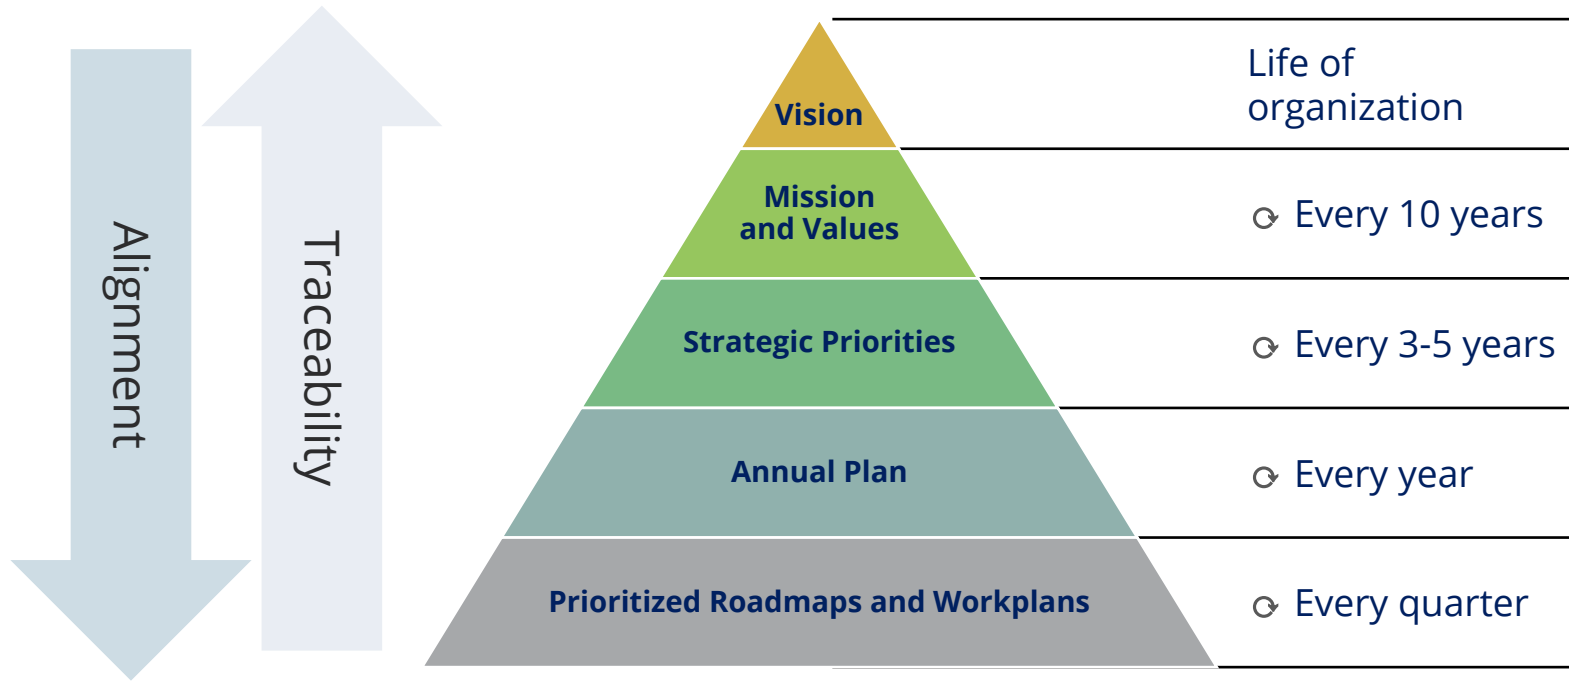 Alignment
Traceability
Vision
Life of
organization
Mission
and Values
⟳ Every 10 years
Strategic Priorities
⟳ Every 3-5 years
Annual Plan
⟳ Every year
Prioritized Roadmaps and Workplans
⟳ Every quarter